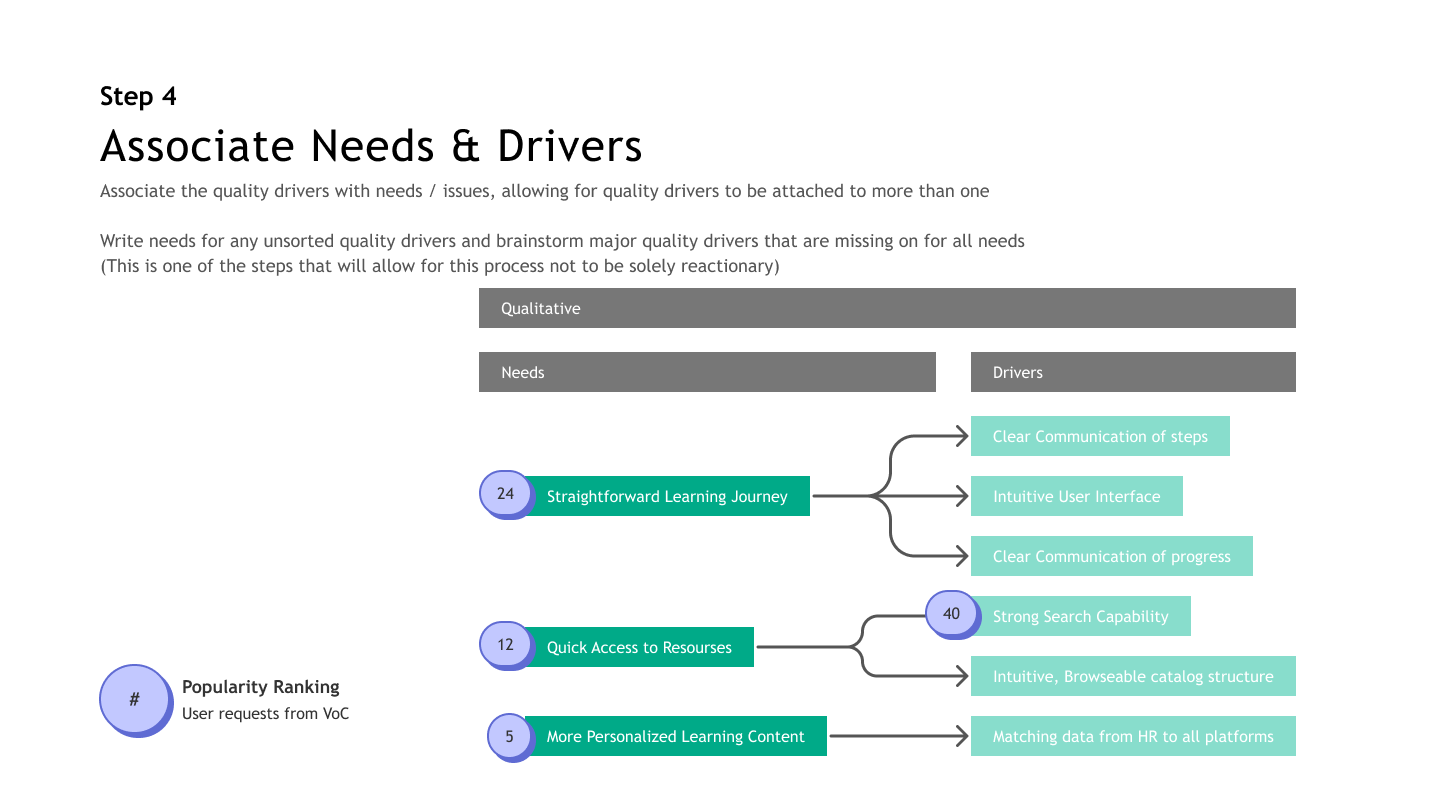 Step 4
Associate Needs & Drivers
Associate the quality drivers with needs / issues, allowing for quality drivers to be attached to more than one
Write needs for any unsorted quality drivers and brainstorm major quality drivers that are missing on for all needs
(This is one of the steps that will allow for this process not to be solely reactionary)
Qualitative
Needs
Drivers
Clear Communication of steps
24
Straightforward Learning Journey
Intuitive User Interface
Clear Communication of progress
40
Strong Search Capability
12
Quick Access to Resourses
Intuitive, Browseable catalog structure
5
More Personalized Learning Content
Matching data from HR to all platforms
#
Popularity Ranking
User requests from VoC